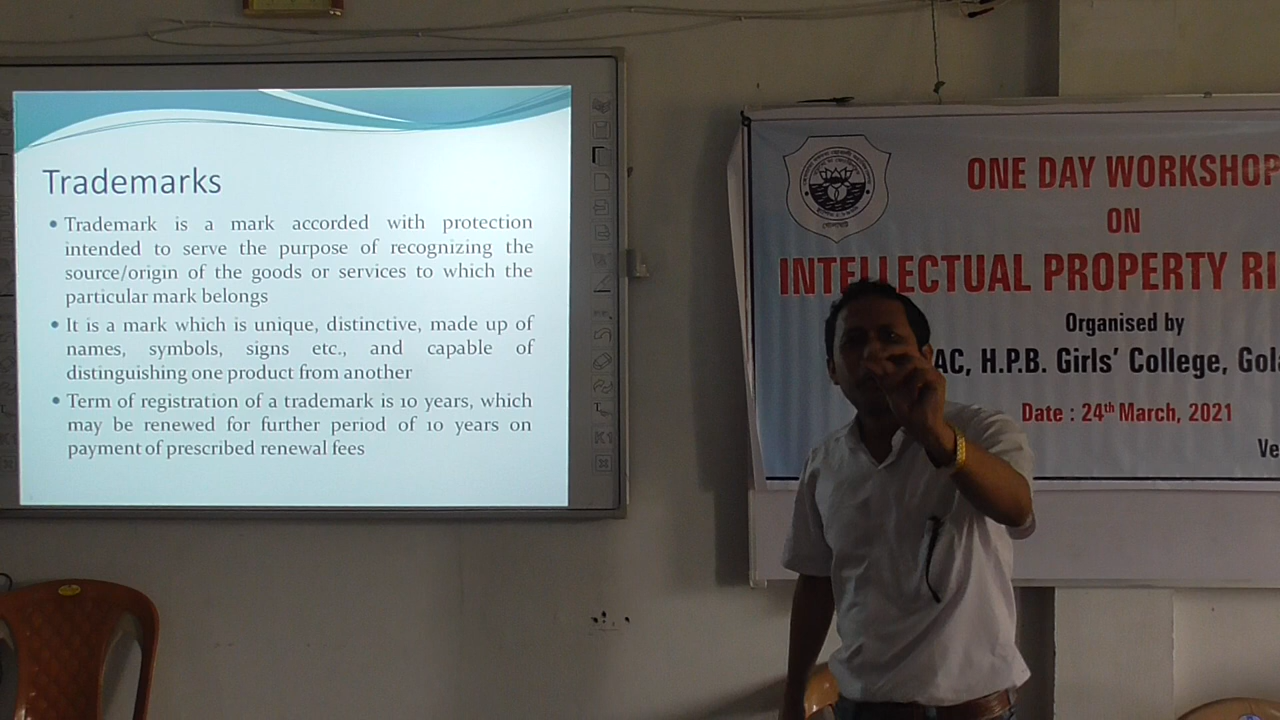 Trademarks
• Trademark is a mark accorded with protection
intended to serve the purpose of recognizing the
source/origin of the goods or services to which the
particular mark belongs
• It is a mark which is unique, distinctive, made up of
names, symbols, signs etc., and capable of
distinguishing one product from another
• Term of registration of a trademark is 10 years, which
may be renewed for further period of 10 years on
payment of prescribed renewal fees
ONE DAY WORKSHOP
ON
INTELLECTUAL PROPERTY RI
Organised by
AC, H.P.B. Girls' College, Gol
Date : 24th March, 2021
Ve